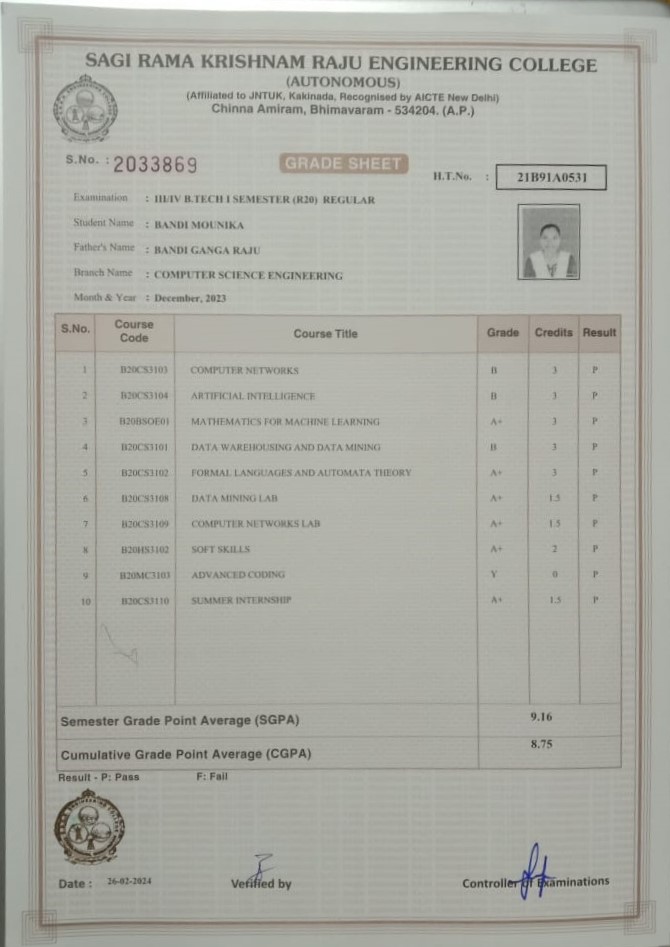 SAGI RAMA KRISHNAM RAJU ENGINEERING COLLEGE
(AUTONOMOUS)
(Affiliated to JNTUK, Kakinada, Recognised by AICTE New Delhi)
Chinna Amiram, Bhimavaram - 534204. (A.P.)
S.No. : 2033869 GRADE SHEET H.T.No. : 21B91A0531
Examination : III/IV B.TECH I SEMESTER (R20) REGULAR
Student Name : BANDI MOUNIKA
Father's Name : BANDI GANGA RAJU
Branch Name : COMPUTER SCIENCE ENGINEERING
Month & Year : December, 2023
S.No. Course Code Course Title Grade Credits Result
1 B20CS3103 COMPUTER NETWORKS B 3 P
2 B20CS3104 ARTIFICIAL INTELLIGENCE B 3 P
3 B20BSOE01 MATHEMATICS FOR MACHINE LEARNING A+ 3 P
4 B20CS3101 DATA WAREHOUSING AND DATA MINING B 3 P
5 B20CS3102 FORMAL LANGUAGES AND AUTOMATA THEORY A+ 3 P
6 B20CS3108 DATA MINING LAB A+ 1.5 P
7 B20CS3109 COMPUTER NETWORKS LAB A+ 1.5 P
8 B20HS3102 SOFT SKILLS A+ 2 P
9 B20MC3103 ADVANCED CODING Y 0 P
10 B20CS3110 SUMMER INTERNSHIP A+ 1.5 P
Semester Grade Point Average (SGPA) 9.16
Cumulative Grade Point Average (CGPA) 8.75
Result - P: Pass F: Fail
Date : 26-02-2024 Verified by Controller of Examinations